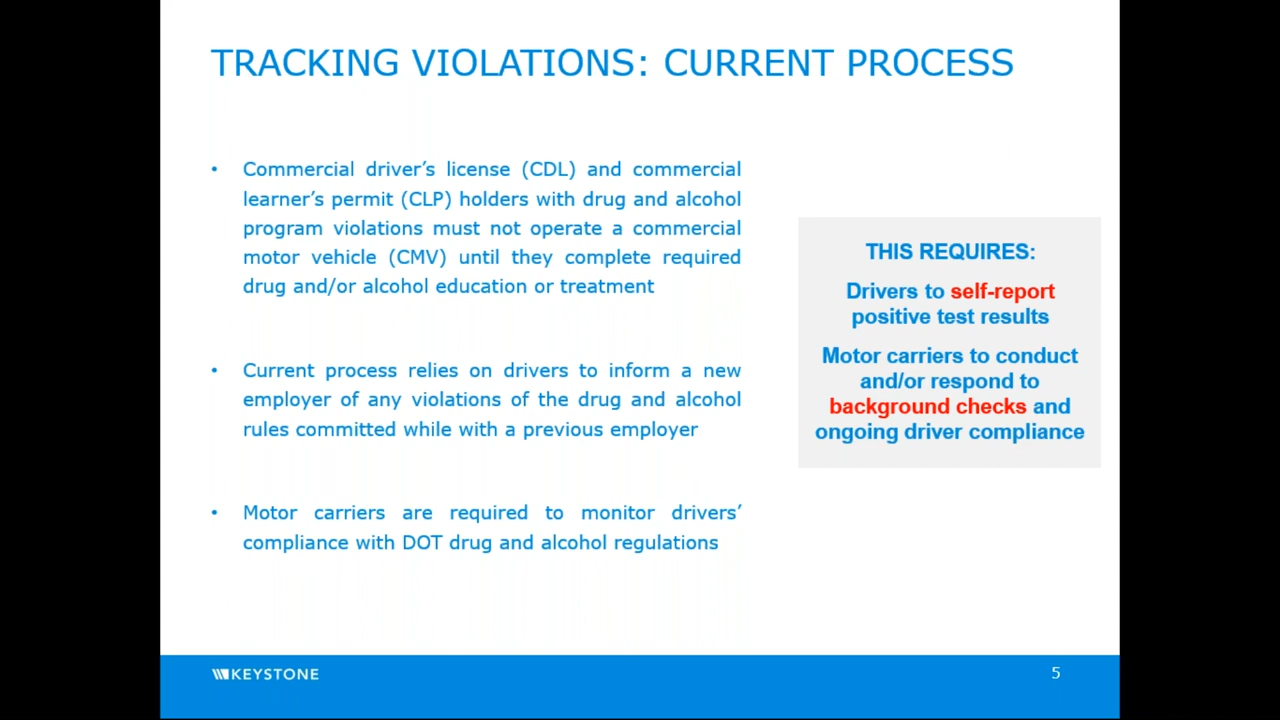 TRACKING VIOLATIONS: CURRENT PROCESS
• Commercial driver’s license (CDL) and commercial
learner’s permit (CLP) holders with drug and alcohol
program violations must not operate a commercial
motor vehicle (CMV) until they complete required
drug and/or alcohol education or treatment
• Current process relies on drivers to inform a new
employer of any violations of the drug and alcohol
rules committed while with a previous employer
• Motor carriers are required to monitor drivers’
compliance with DOT drug and alcohol regulations
THIS REQUIRES:
Drivers to self-report
positive test results
Motor carriers to conduct
and/or respond to
background checks and
ongoing driver compliance
KEYSTONE
5